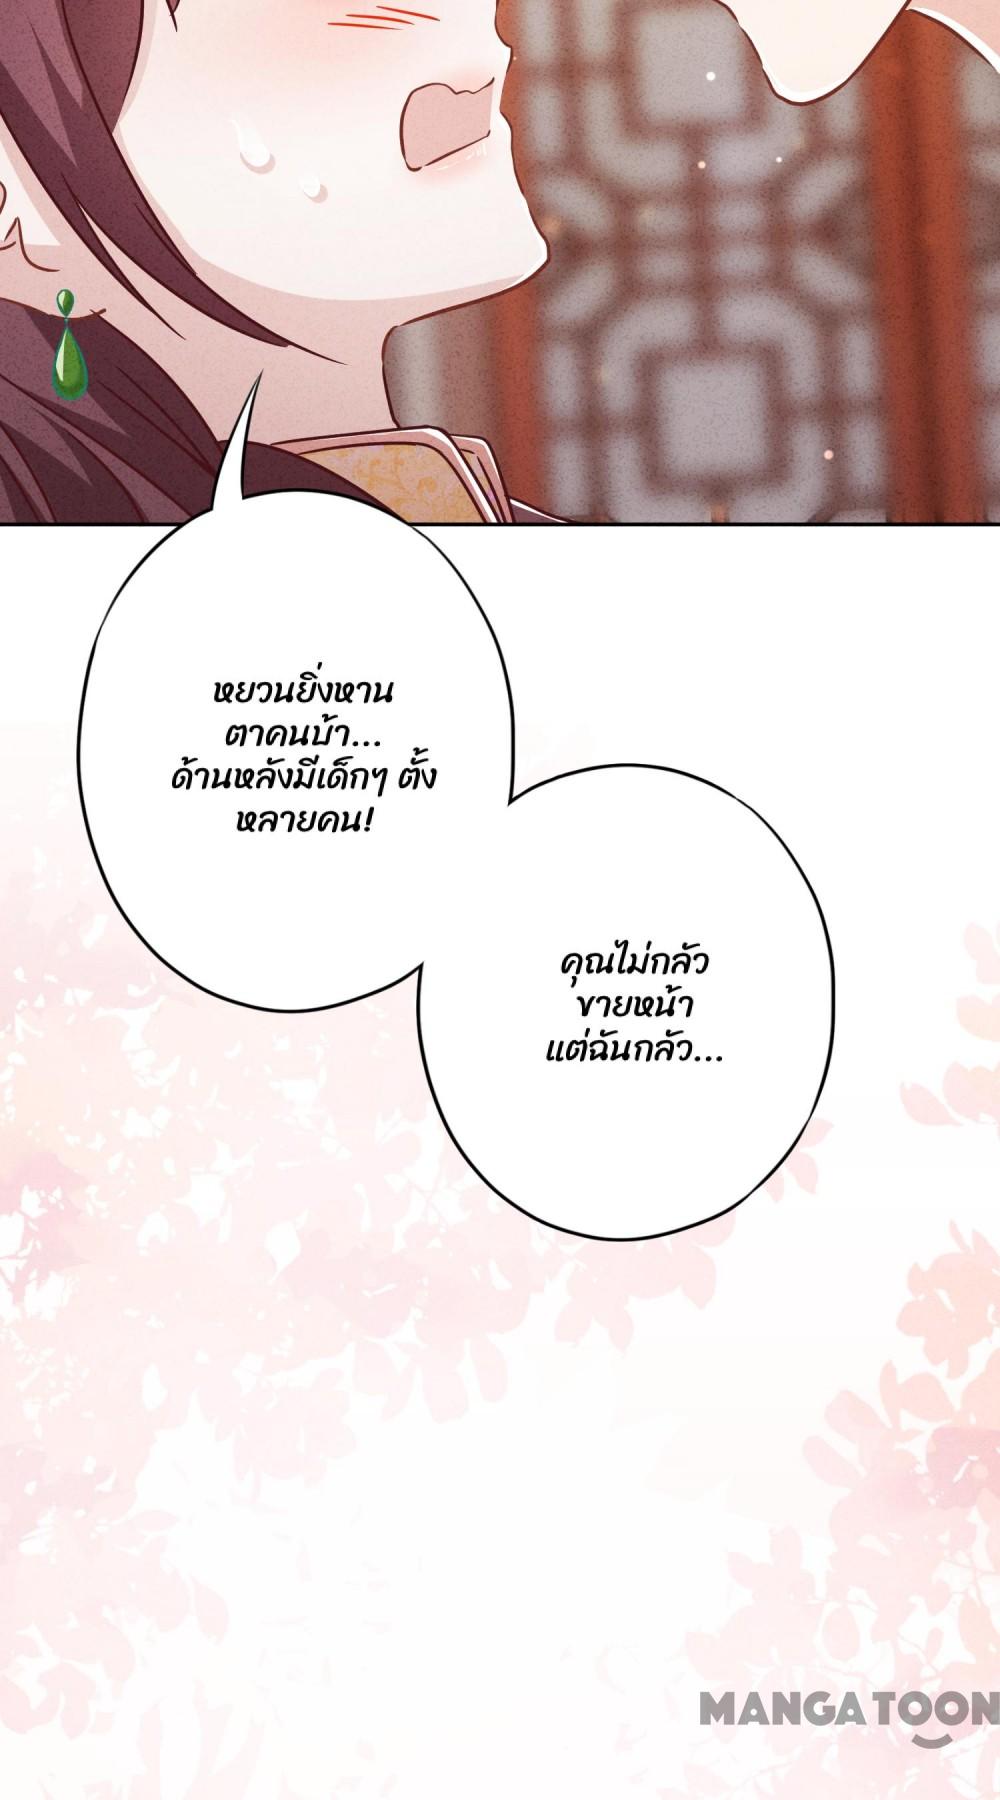 หยวนยิ่งหาน
ตาคนบ้า...
ด้านหลังมีเด็กๆ ตั้ง
หลายคน!
คุณไม่กลัว
ขายหน้า
แต่ฉันกลัว...
MANGATOON